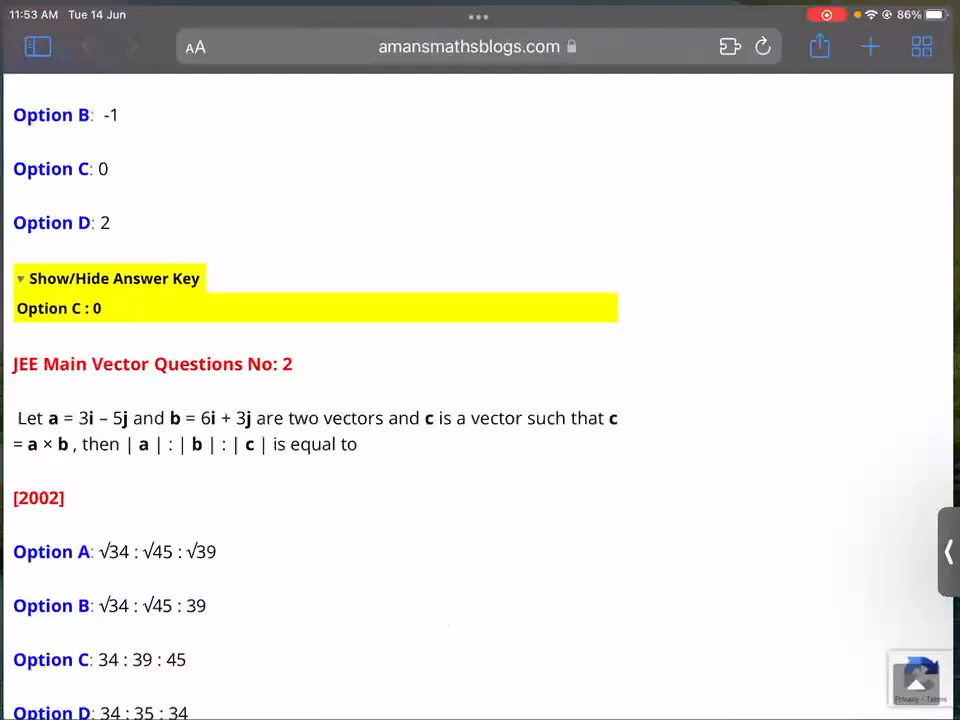 11:53 AM Tue 14 Jun
86%
AA
amansmathsblogs.com
Option B: -1
Option C: 0
Option D: 2
Show/Hide Answer Key
Option C : 0
JEE Main Vector Questions No: 2
Let a = 3i – 5j and b = 6i + 3j are two vectors and c is a vector such that c
= a × b , then | a | : | b | : | c | is equal to
[2002]
Option A: √34 : √45 : √39
Option B: √34 : √45 : 39
Option C: 34 : 39 : 45
Option D: 34 : 35 : 34
Privacy - Terms